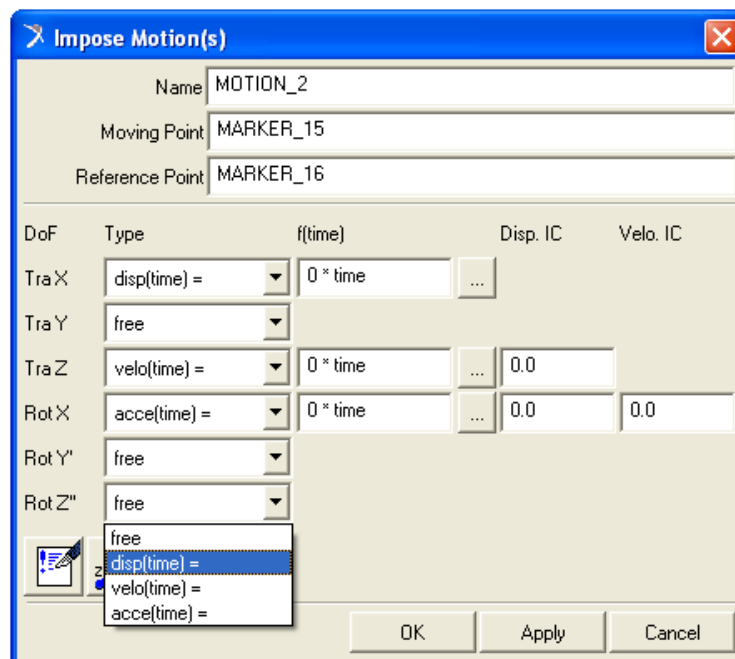 Impose Motion(s)
Name MOTION_2
Moving Point MARKER_15
Reference Point MARKER_16
DoF Type f(time) Disp. IC Velo. IC
Tra X disp(time) = 0 * time ...
Tra Y free
Tra Z velo(time) = 0 * time ... 0.0
Rot X acce(time) = 0 * time ... 0.0 0.0
Rot Y' free
Rot Z" free
free
disp(time) =
velo(time) =
acce(time) =
z
OK Apply Cancel